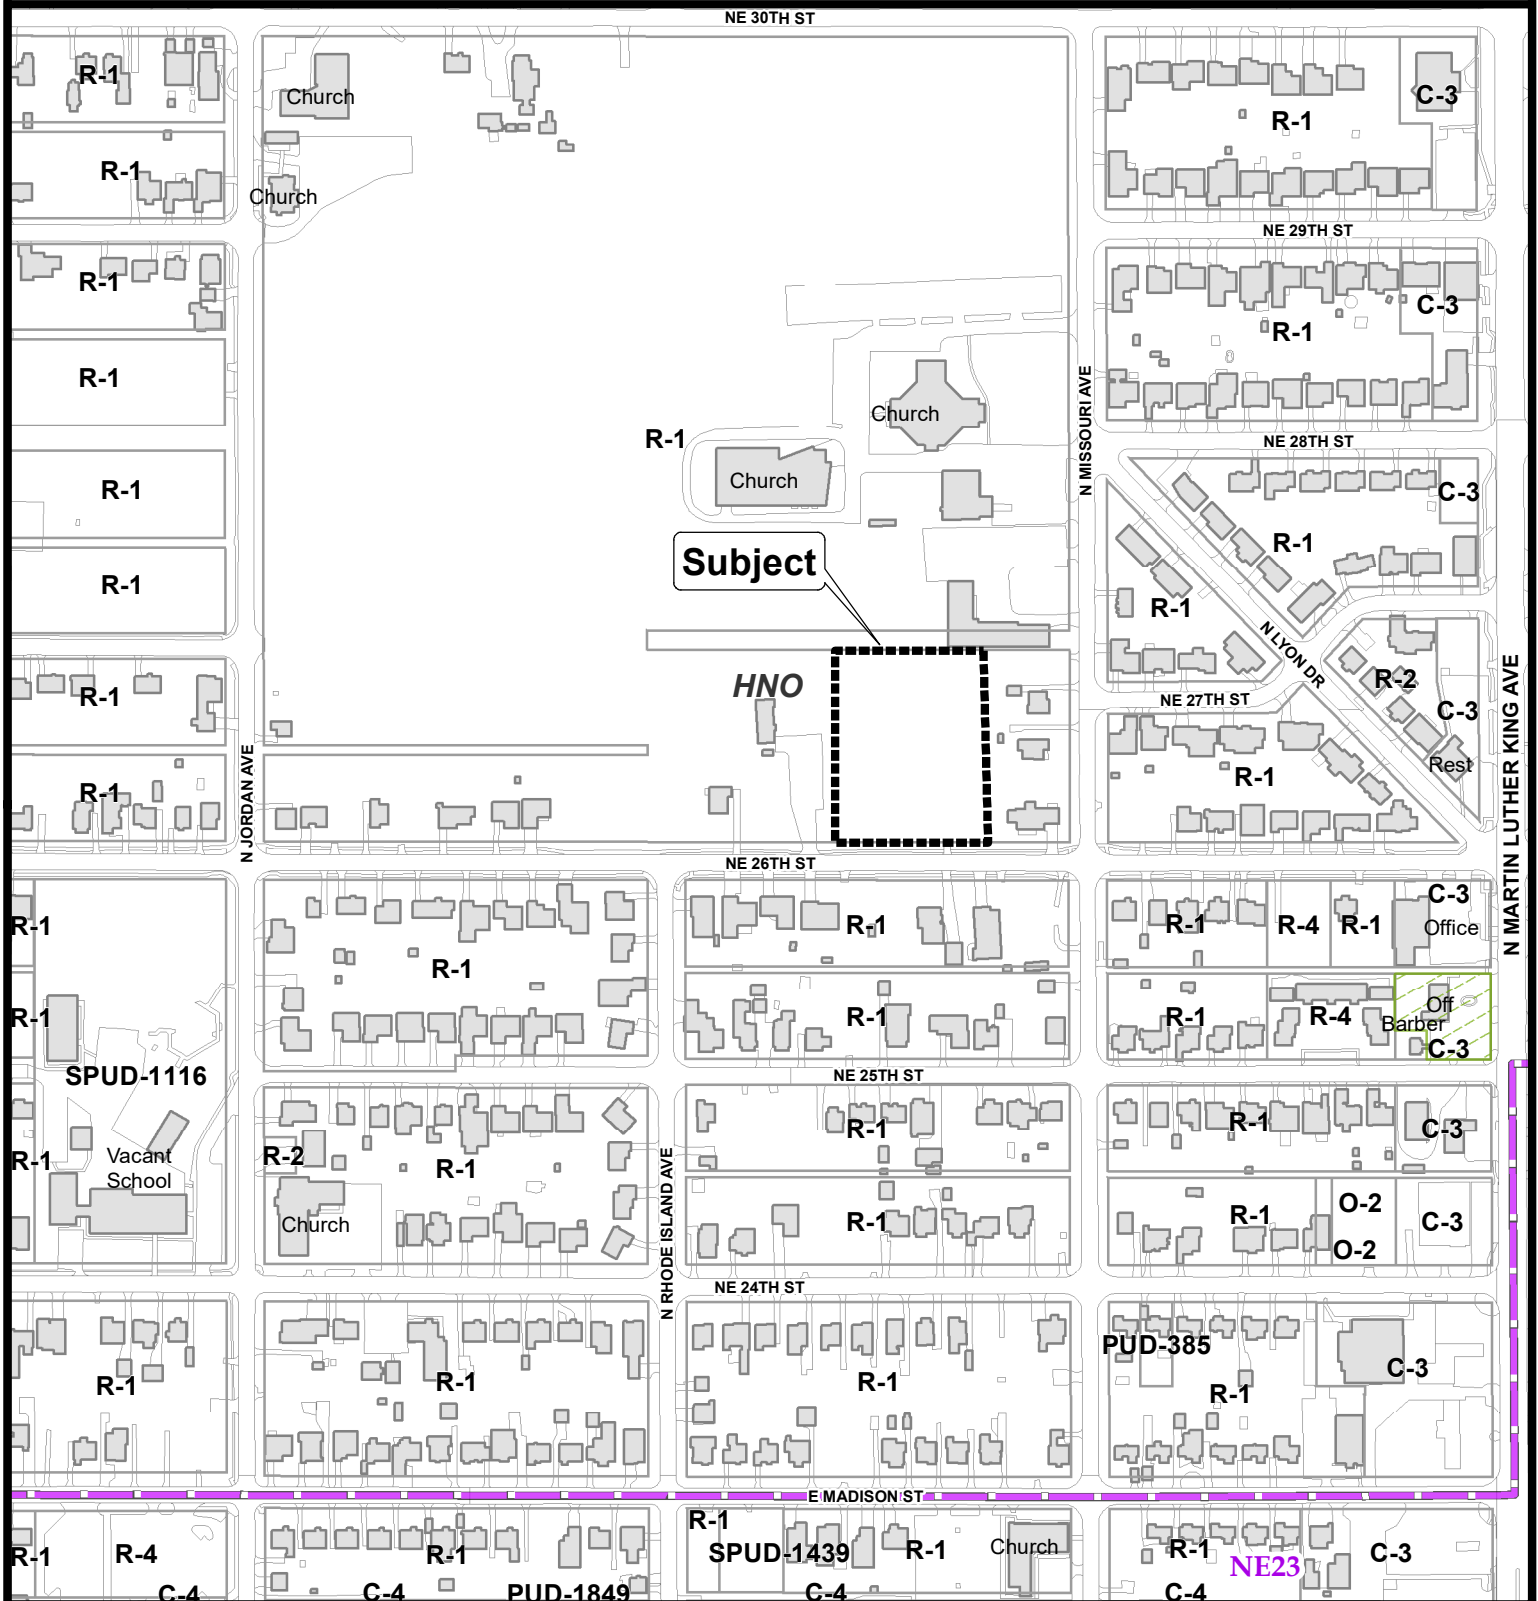 NE 30TH ST
R-1
Church
R-1
C-3
R-1
Church
NE 29TH ST
R-1
C-3
R-1
R-1
N MISSOURI AVE
Church
R-1
NE 28TH ST
Church
R-1
C-3
R-1
Subject
R-1
R-1
N LYON DR
R-2
HNO
R-1
NE 27TH ST
C-3
N MARTIN LUTHER KING AVE
Rest
R-1
R-1
N JORDAN AVE
NE 26TH ST
C-3
R-1
R-1
R-1
R-4
R-1
Office
R-1
Off
R-1
R-1
R-1
R-4
Barber
C-3
SPUD-1116
NE 25TH ST
R-1
R-1
C-3
Vacant
School
R-1
R-2
R-1
N RHODE ISLAND AVE
O-2
Church
R-1
R-1
C-3
O-2
NE 24TH ST
PUD-385
C-3
R-1
R-1
R-1
R-1
E MADISON ST
R-1
R-1
R-4
R-1
SPUD-1439
R-1
Church
R-1
C-3
NE23
C-4
C-4
PUD-1849
C-4
C-4